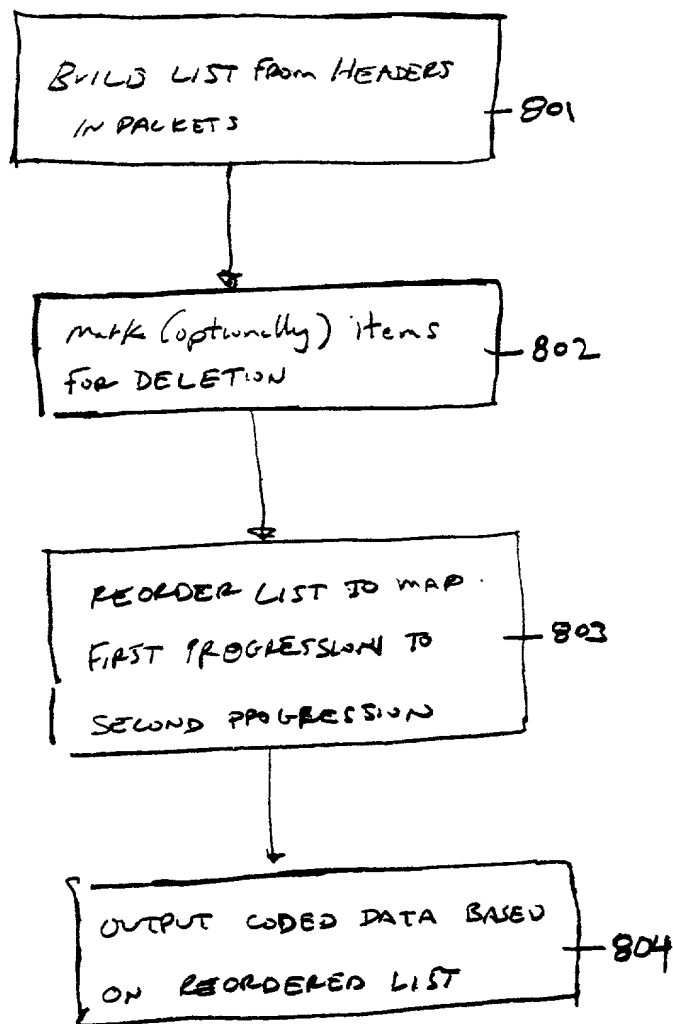 BUILD LIST FROM HEADERS
IN PACKETS
801
Mark (optionally) items
FOR DELETION
802
REORDER LIST TO MAP
FIRST PROGRESSION TO
SECOND PROGRESSION
803
OUTPUT CODED DATA BASED
ON REORDERED LIST
804